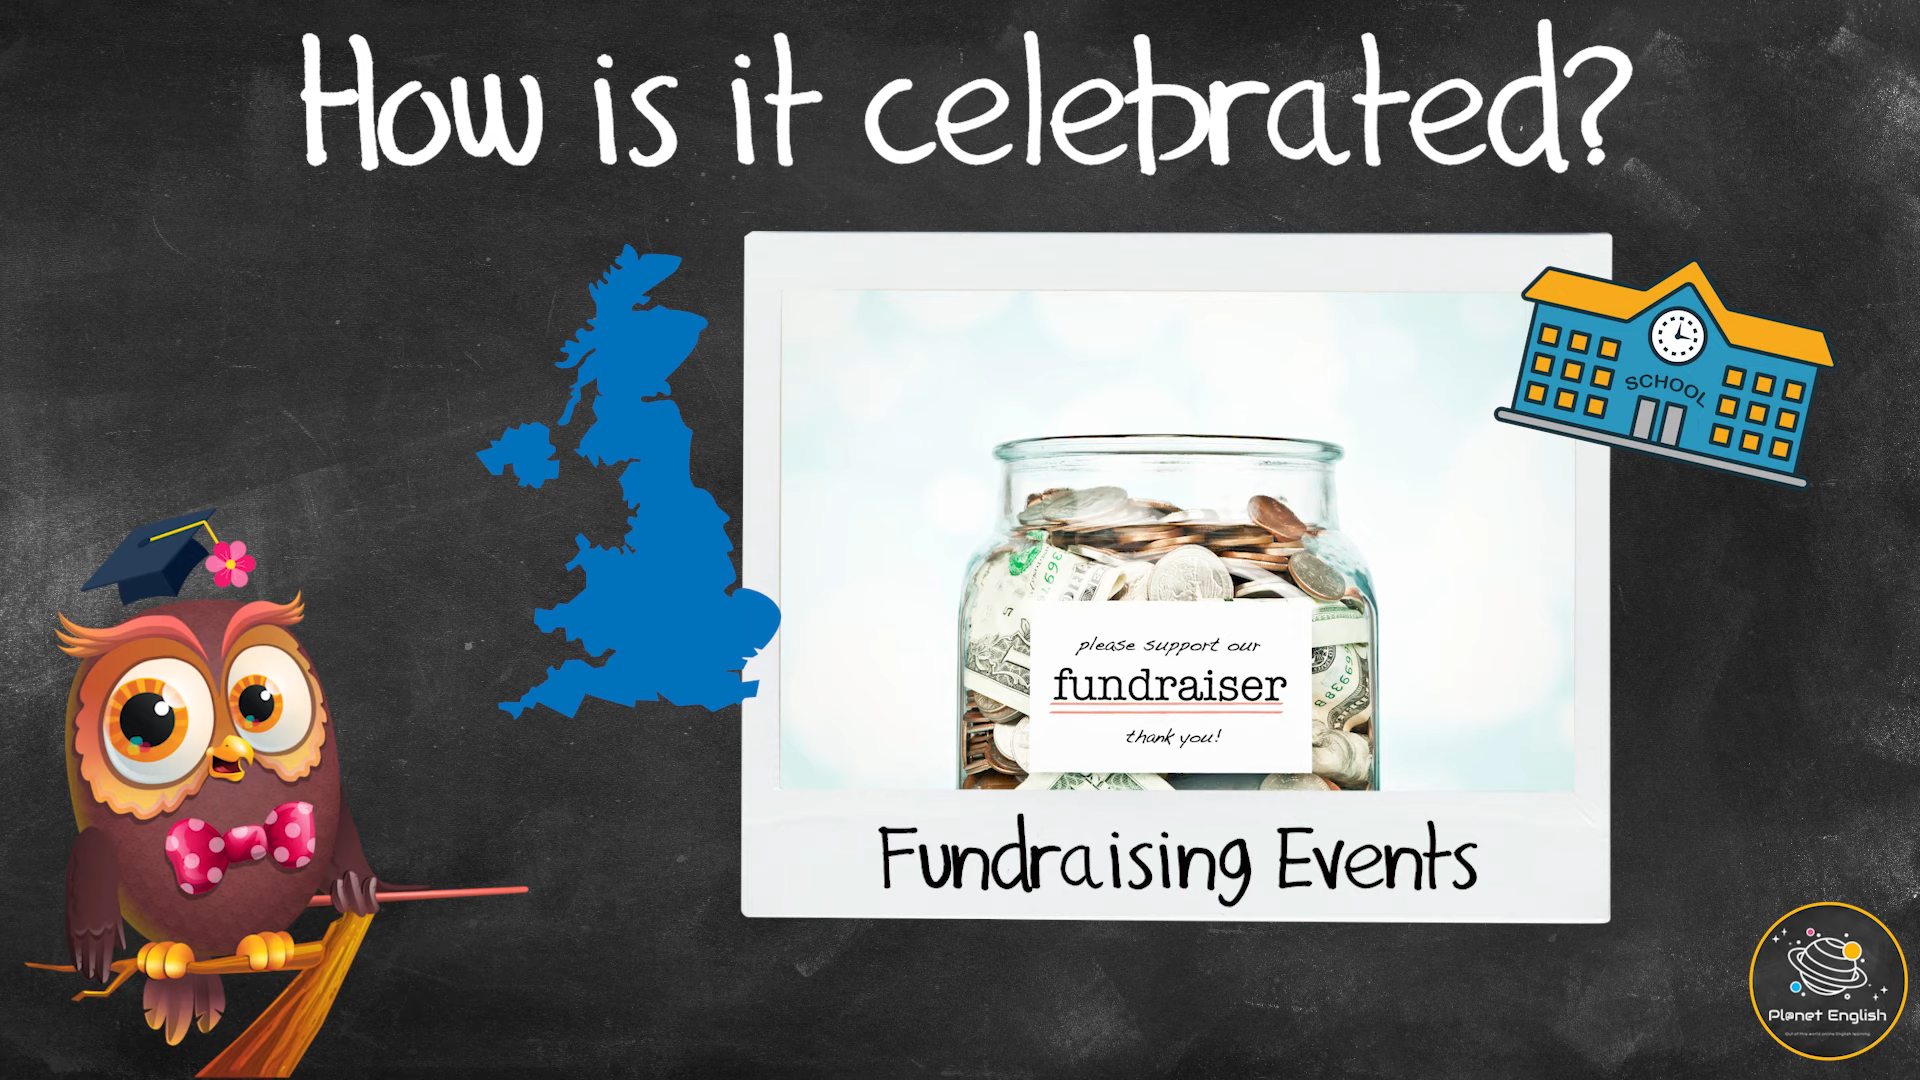 How is it celebrated?
SCHOOL
please support our
fundraiser
thank you!
Fundraising Events
Planet English